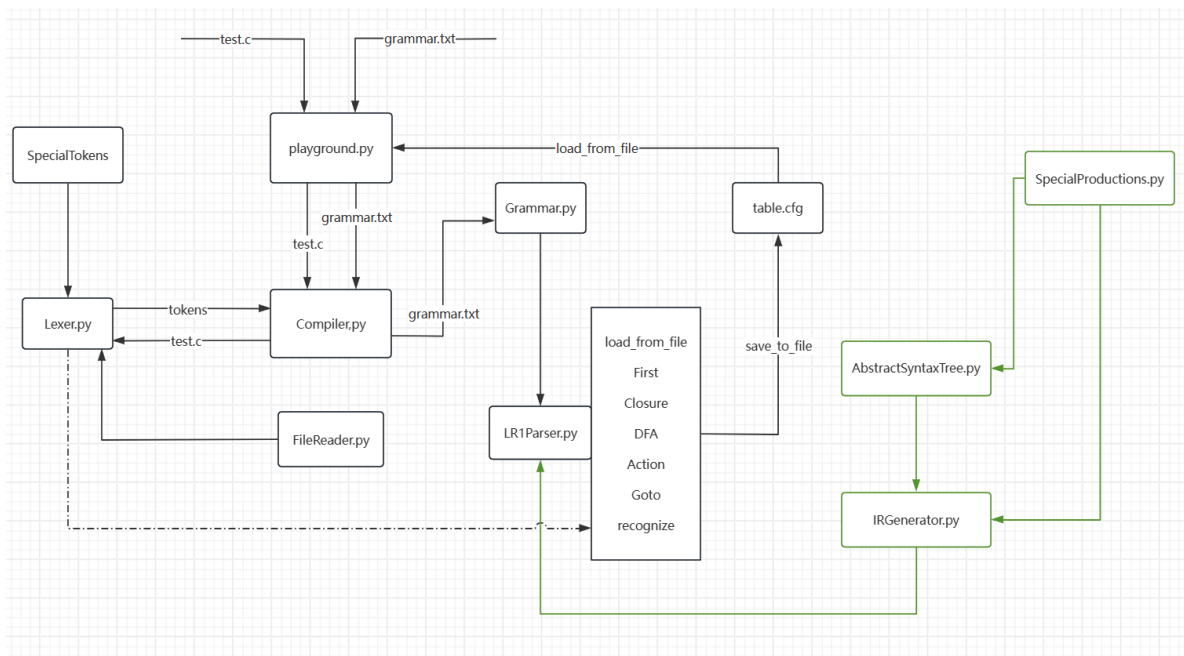 test.c
grammar.txt
SpecialTokens
playground.py
load_from_file
SpecialProductions.py
Grammar.py
table.cfg
grammar.txt
test.c
Lexer.py
tokens
test.c
Compiler.py
grammar.txt
load_from_file
First
Closure
DFA
Action
Goto
recognize
save_to_file
AbstractSyntaxTree.py
FileReader.py
LR1Parser.py
IRGenerator.py